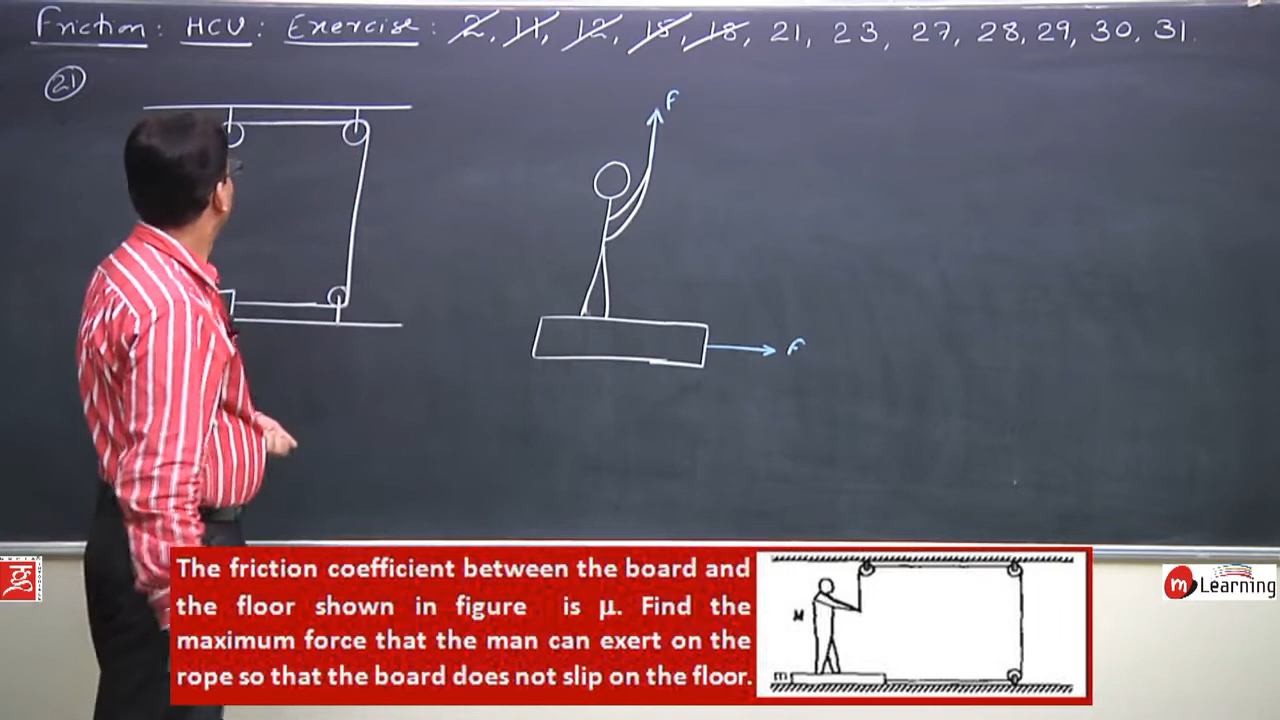 Friction: HCV: Exercise: 2, 11, 12, 15, 18, 21, 23, 27, 28, 29, 30, 31
21
F
F
The friction coefficient between the board and
the floor shown in figure is μ. Find the
maximum force that the man can exert on the
rope so that the board does not slip on the floor.
M
m
m Learning